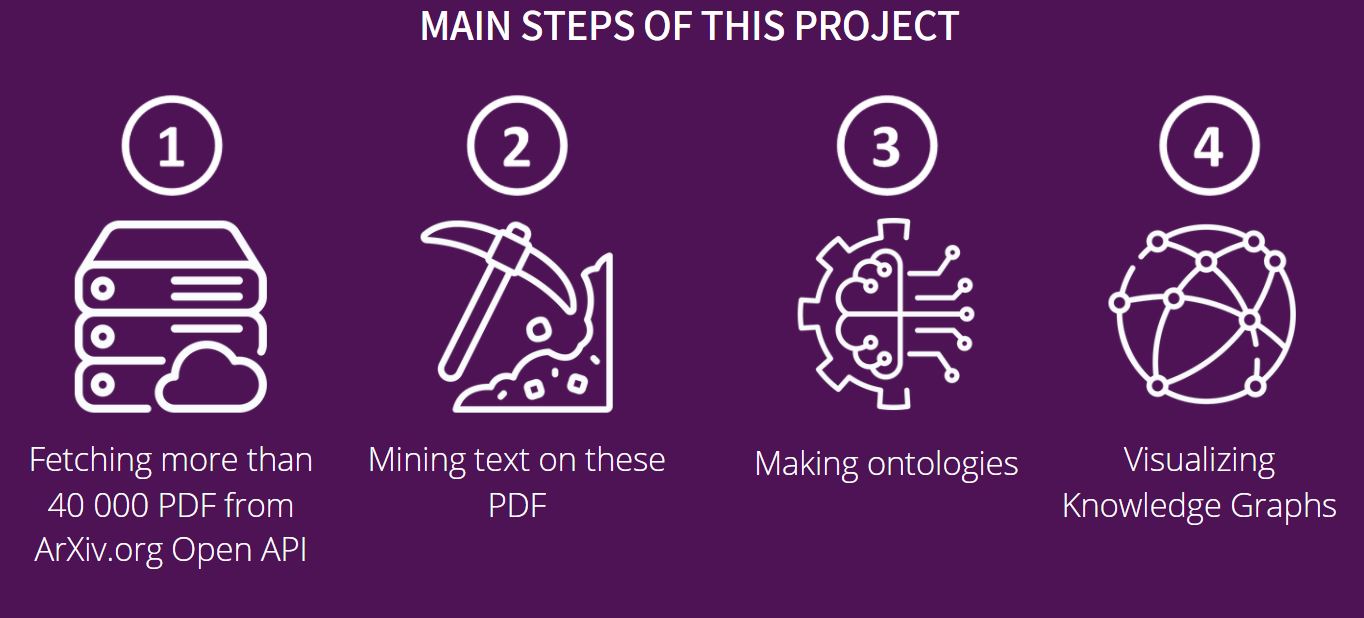 MAIN STEPS OF THIS PROJECT
1
2
3
4
Fetching more than
40 000 PDF from
ArXiv.org Open API
Mining text on these
PDF
Making ontologies
Visualizing
Knowledge Graphs